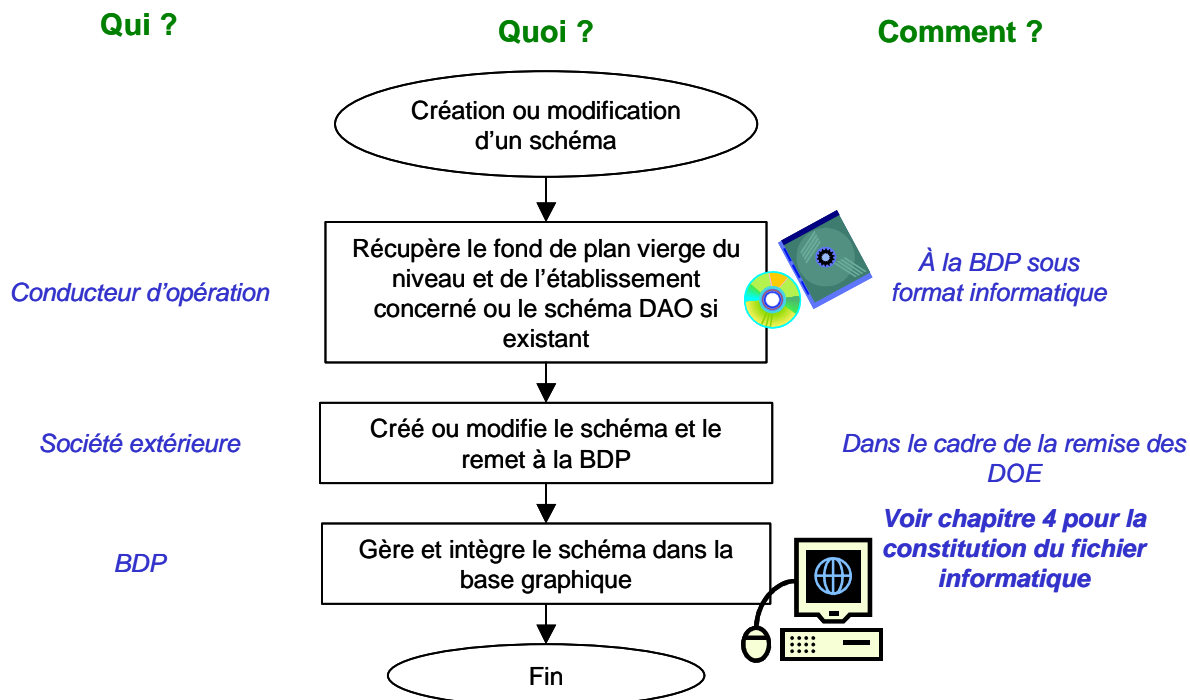 Qui ?
Quoi ?
Comment ?
Création ou modification
d’un schéma
Conducteur d’opération
Récupère le fond de plan vierge du
niveau et de l’établissement
concerné ou le schéma DAO si
existant
À la BDP sous
format informatique
Société extérieure
Créé ou modifie le schéma et le
remet à la BDP
Dans le cadre de la remise des
DOE
BDP
Gère et intègre le schéma dans la
base graphique
Voir chapitre 4 pour la
constitution du fichier
informatique
Fin